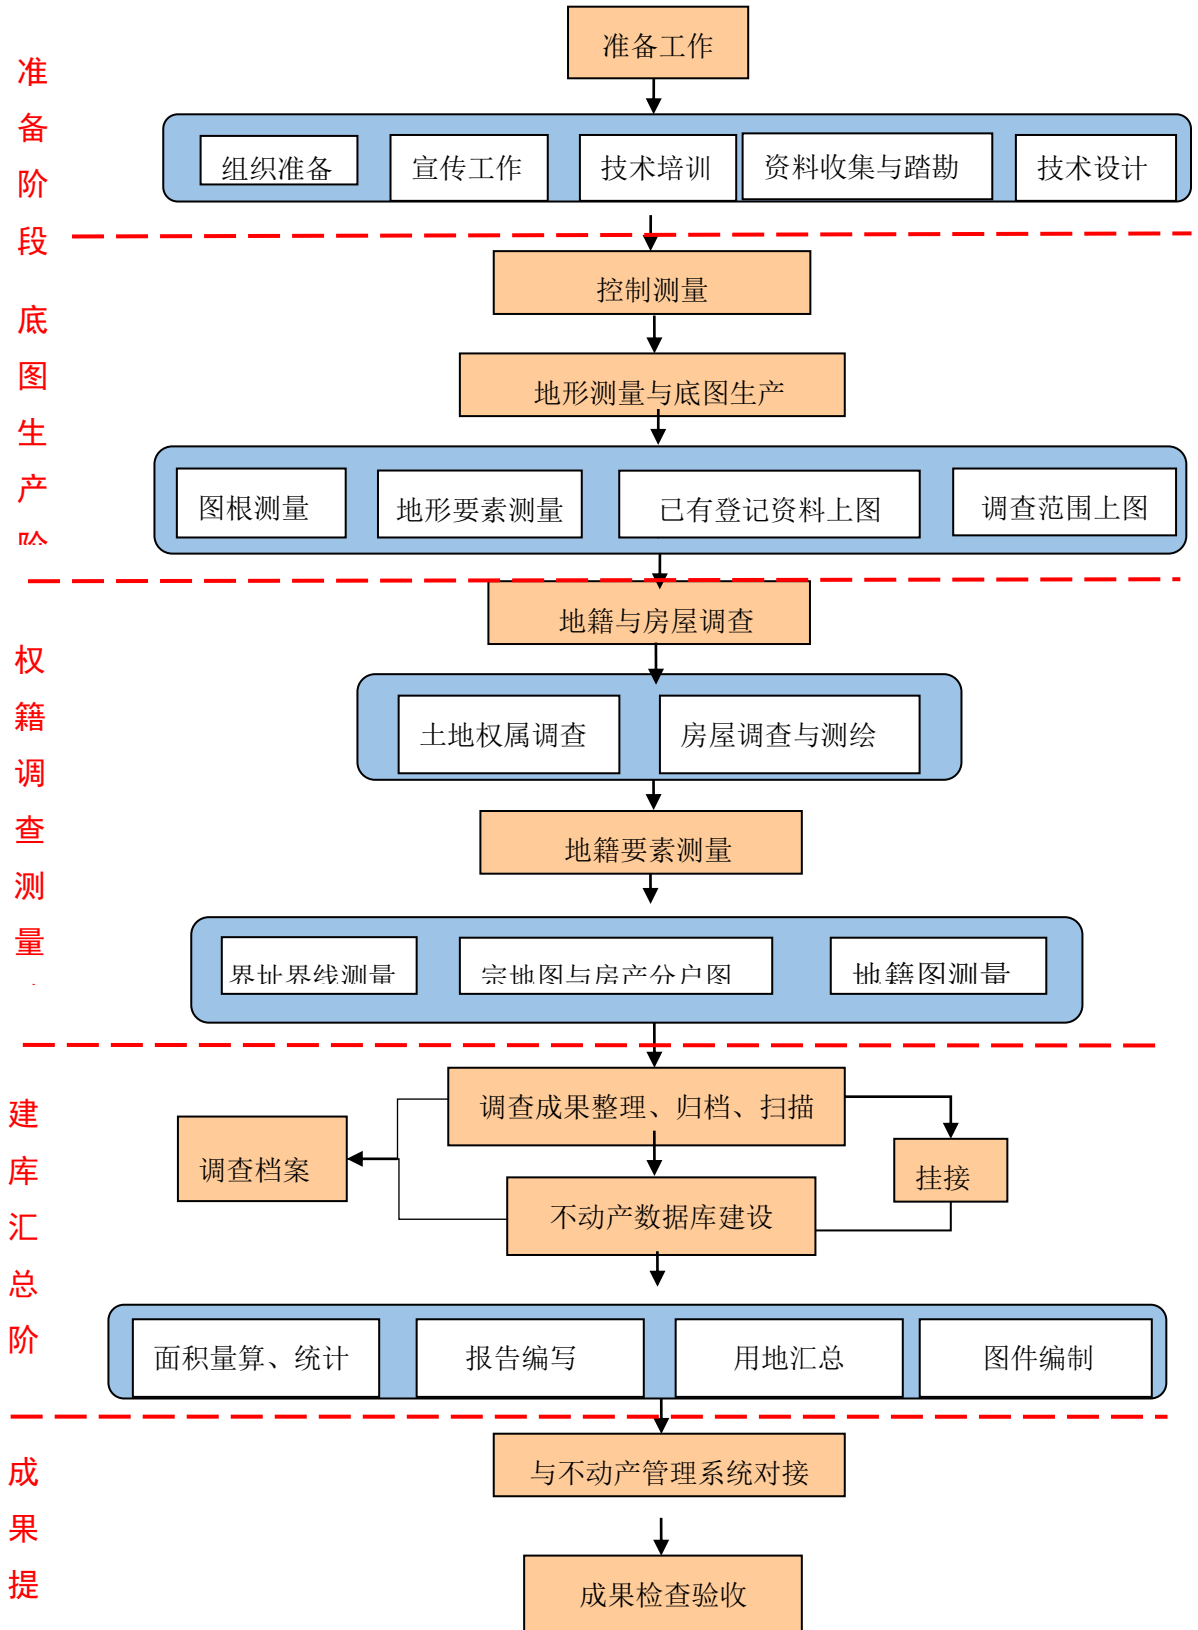 准备工作
准备阶段
组织准备 宣传工作 技术培训 资料收集与踏勘 技术设计
控制测量
底图生产阶
地形测量与底图生产
图根测量 地形要素测量 已有登记资料上图 调查范围上图
地籍与房屋调查
权籍调查测量
土地权属调查 房屋调查与测绘
地籍要素测量
界址界线测量 宗地图与房产分户图 地籍图测量
建库汇总阶
调查成果整理、归档、扫描
调查档案
挂接
不动产数据库建设
面积量算、统计 报告编写 用地汇总 图件编制
成果提
与不动产管理系统对接
成果检查验收